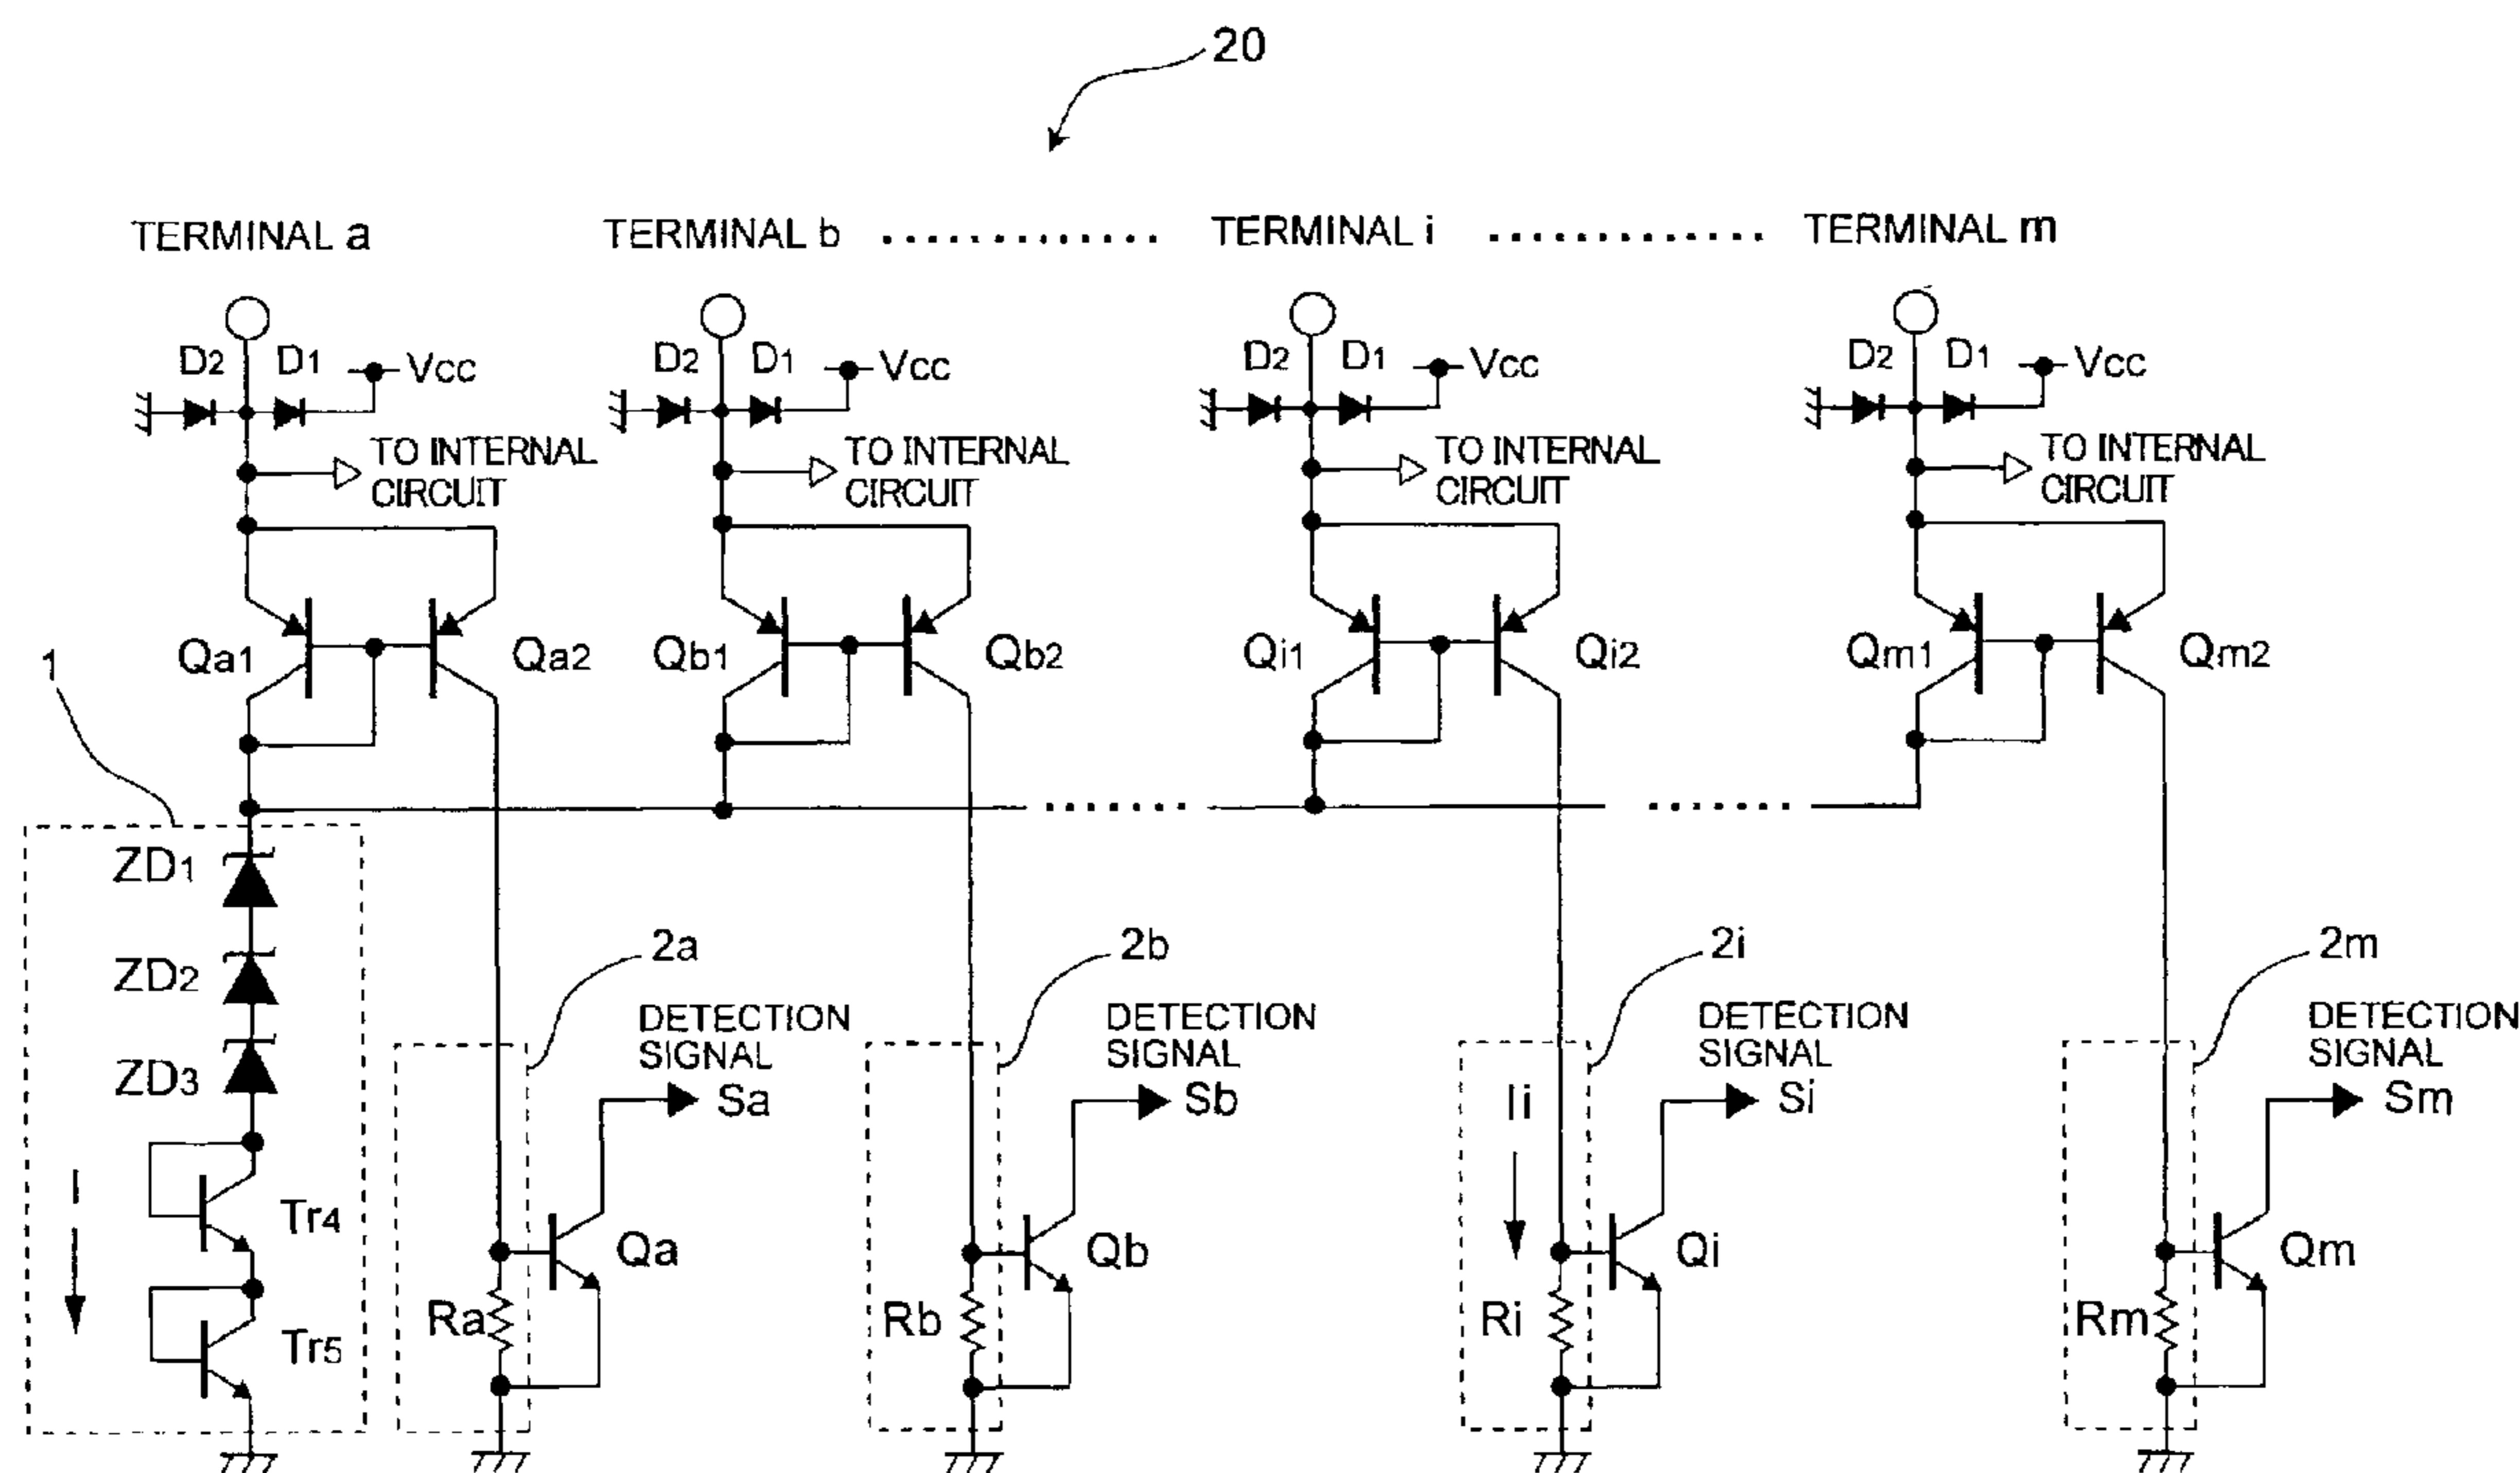 20
TERMINAL a
TERMINAL b ............. TERMINAL i ............. TERMINAL m
D2 D1 Vcc
D2 D1 Vcc
D2 D1 Vcc
D2 D1 Vcc
TO INTERNAL
CIRCUIT
TO INTERNAL
CIRCUIT
TO INTERNAL
CIRCUIT
TO INTERNAL
CIRCUIT
1
Qa1 Qa2
Qb1 Qb2
Qi1 Qi2
Qm1 Qm2
ZD1
ZD2
ZD3
I
Tr4
Tr5
2a
DETECTION
SIGNAL
Sa
Qa
Ra
2b
DETECTION
SIGNAL
Sb
Qb
Rb
2i
DETECTION
SIGNAL
Si
Ii
Qi
Ri
2m
DETECTION
SIGNAL
Sm
Qm
Rm